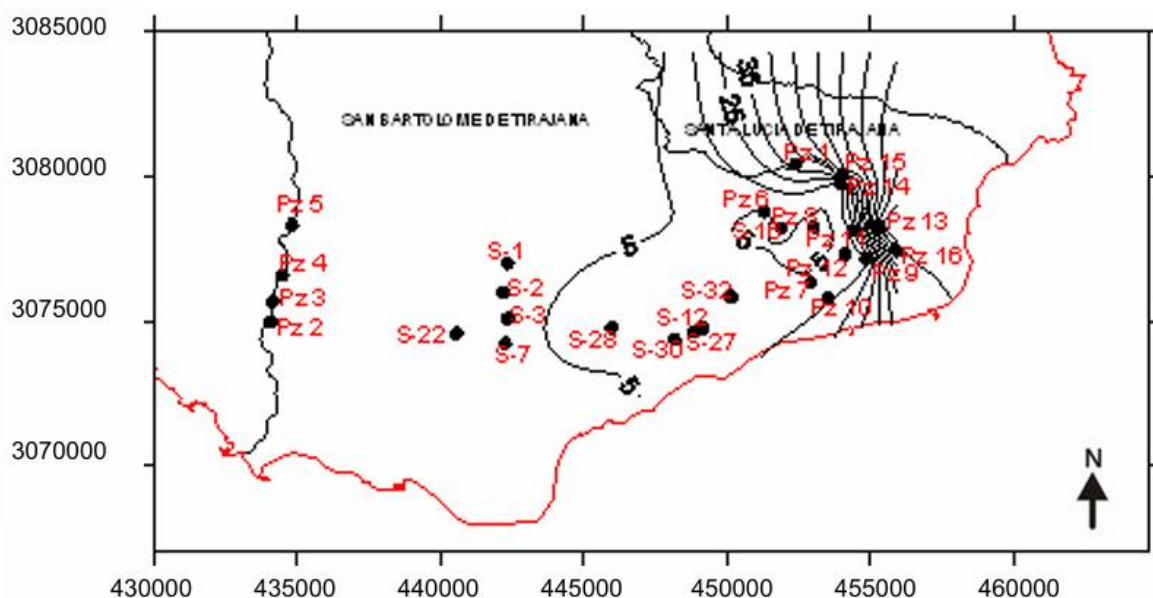 3085000
35
25
SAN BARTOLOME DE TIRAJANA
SANTA LUCIA DE TIRAJANA
Pz 1
Pz 15
3080000
Pz 14
Pz 5
Pz 6
Pz 13
Pz 11
S-1
5
5
5
Pz 16
Pz 4
Pz 12
Pz 9
S-2
S-32
Pz 7
Pz 3
Pz 10
3075000
Pz 2
S-3
S-12
S-22
S-28
S-7
S-30
S-27
5
3070000
N
430000 435000 440000 445000 450000 455000 460000